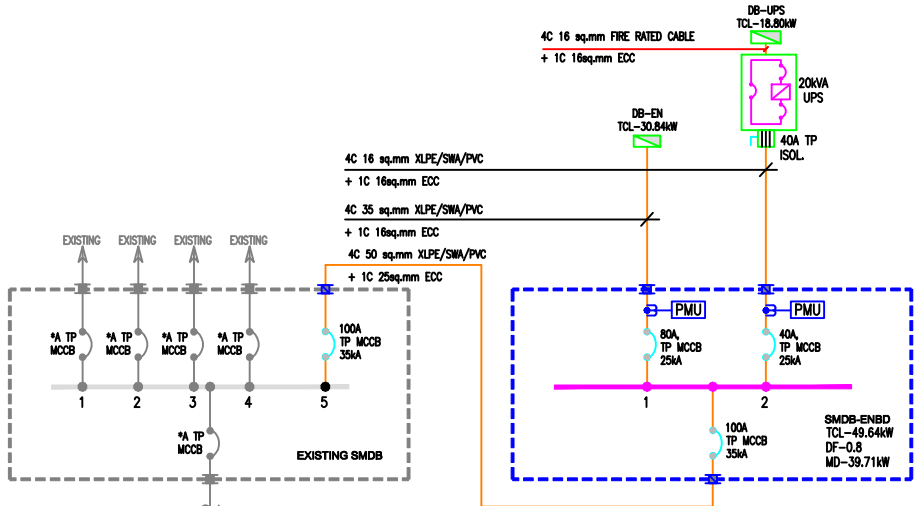 DB-UPS
TCL-18.80kW
4C 16 sq.mm FIRE RATED CABLE
+ 1C 16sq.mm ECC
20kVA
UPS
DB-EN
TCL-30.84kW
40A TP
ISOL.
4C 16 sq.mm XLPE/SWA/PVC
+ 1C 16sq.mm ECC
4C 35 sq.mm XLPE/SWA/PVC
+ 1C 16sq.mm ECC
EXISTING
EXISTING
EXISTING
EXISTING
4C 50 sq.mm XLPE/SWA/PVC
+ 1C 25sq.mm ECC
PMU
PMU
*A TP
MCCB
*A TP
MCCB
*A TP
MCCB
*A TP
MCCB
100A
TP MCCB
35kA
80A,
TP MCCB
25kA
40A,
TP MCCB
25kA
1
2
3
4
5
1
2
*A TP
MCCB
EXISTING SMDB
100A
TP MCCB
35kA
SMDB-ENBD
TCL-49.64kW
DF-0.8
MD-39.71kW